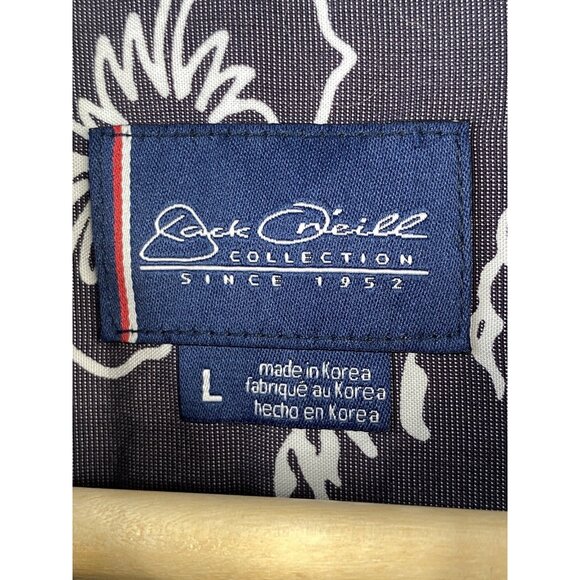 Jack O'Neill
COLLECTION
SINCE 1952
L
made in Korea
fabriqué au Korea
hecho en Korea